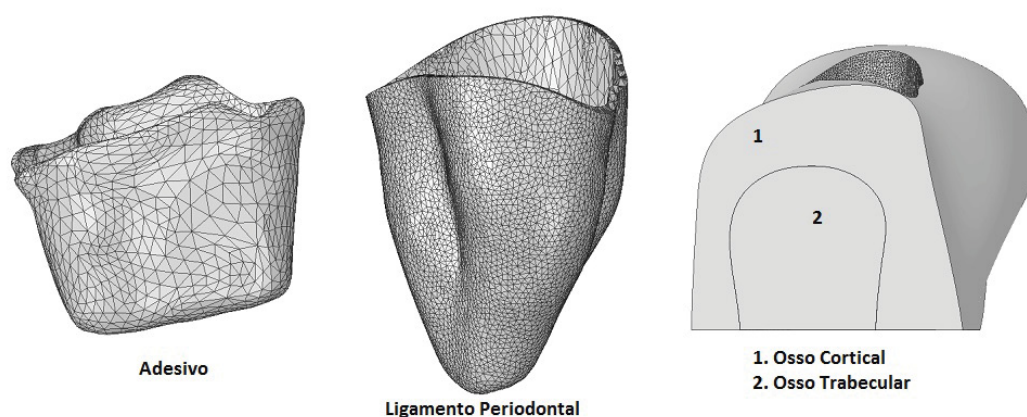 1
2
Adesivo
Ligamento Periodontal
1. Osso Cortical
2. Osso Trabecular